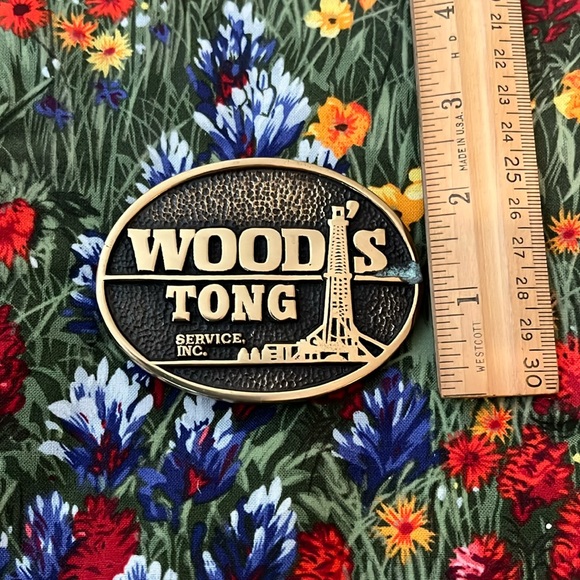 WOOD'S
TONG
SERVICE,
INC.
4
3
2
1
H D
MADE IN U.S.A.
WESTCOTT
21
22
23
24
25
26
27
28
29
30